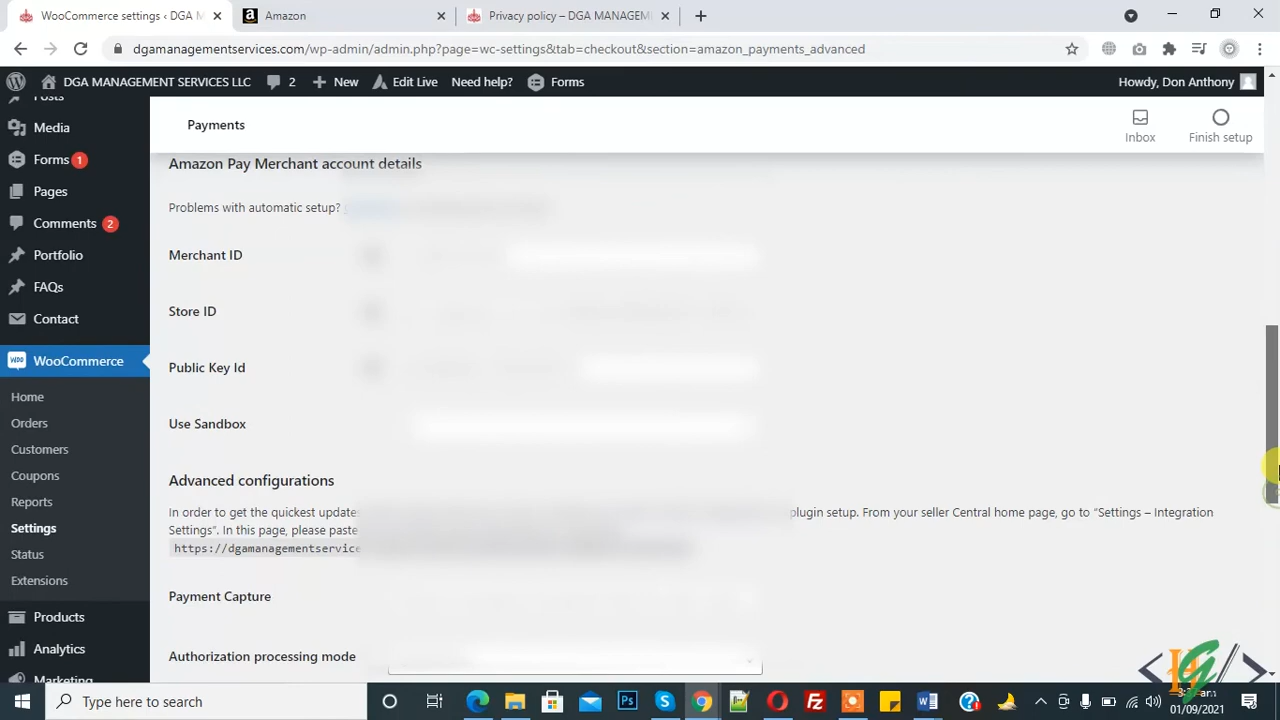 WooCommerce settings ‹ DGA M
Amazon
Privacy policy – DGA MANAGEM
dgamanagementservices.com/wp-admin/admin.php?page=wc-settings&tab=checkout&section=amazon_payments_advanced
DGA MANAGEMENT SERVICES LLC
2
New
Edit Live
Need help?
Forms
Howdy, Don Anthony
Posts
Media
Forms 1
Pages
Comments 2
Portfolio
FAQs
Contact
WooCommerce
Home
Orders
Customers
Coupons
Reports
Settings
Status
Extensions
Products
Analytics
Marketing
Payments
Inbox
Finish setup
Amazon Pay Merchant account details
Problems with automatic setup?
Merchant ID
Store ID
Public Key Id
Use Sandbox
Advanced configurations
In order to get the quickest updates plugin setup. From your seller Central home page, go to “Settings – Integration
Settings”. In this page, please paste
https://dgamanagementservice
Payment Capture
Authorization processing mode
Type here to search
01/09/2021